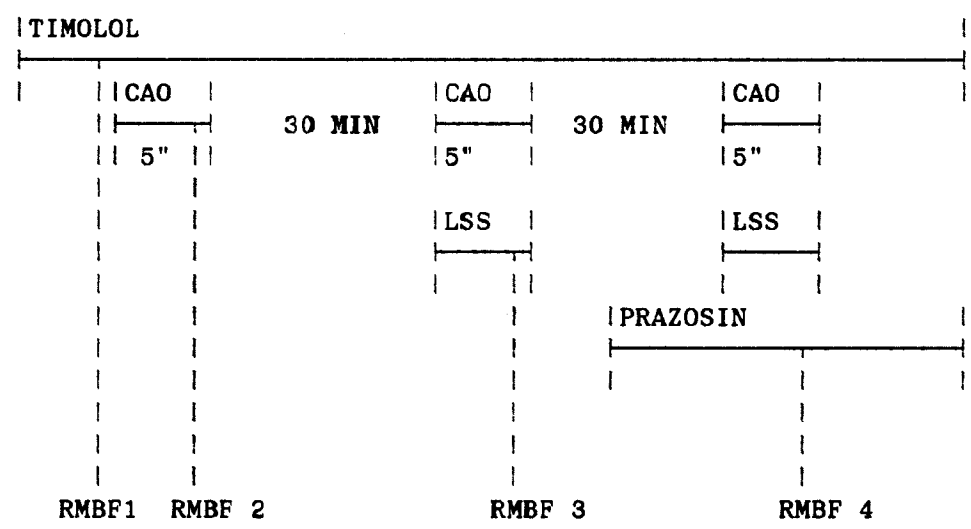 TIMOLOL
CAO CAO CAO
30 MIN 30 MIN
5" 5" 5"
LSS LSS
PRAZOSIN
RMBF1 RMBF 2 RMBF 3 RMBF 4